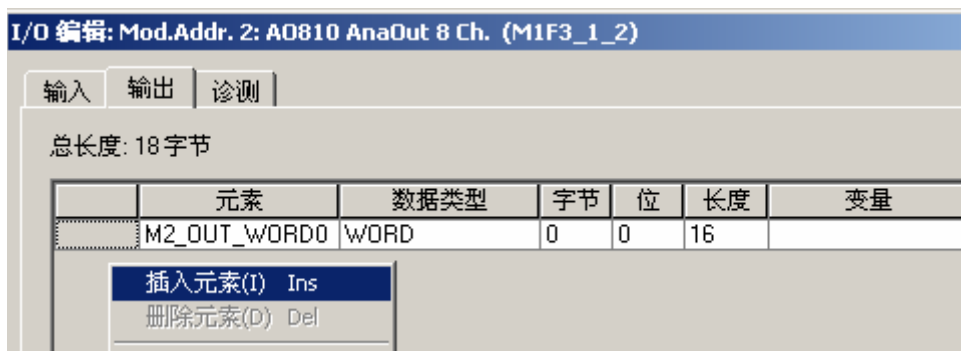 I/O 编辑: Mod.Addr. 2: AO810 AnaOut 8 Ch. (M1F3_1_2)
输入 输出 诊测
总长度: 18 字节
元素 数据类型 字节 位 长度 变量
M2_OUT_WORD0 WORD 0 0 16
插入元素(I) Ins
删除元素(D) Del